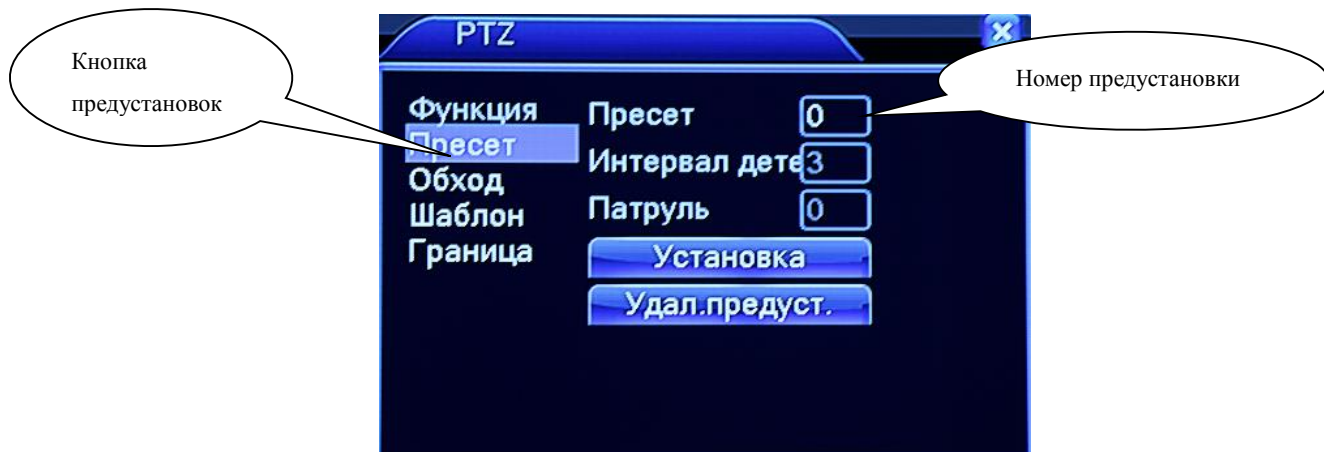 Кнопка
предустановок
PTZ
Номер предустановки
Функция
Пресет
Обход
Шаблон
Граница
Пресет 0
Интервал дете 3
Патруль 0
Установка
Удал.предуст.